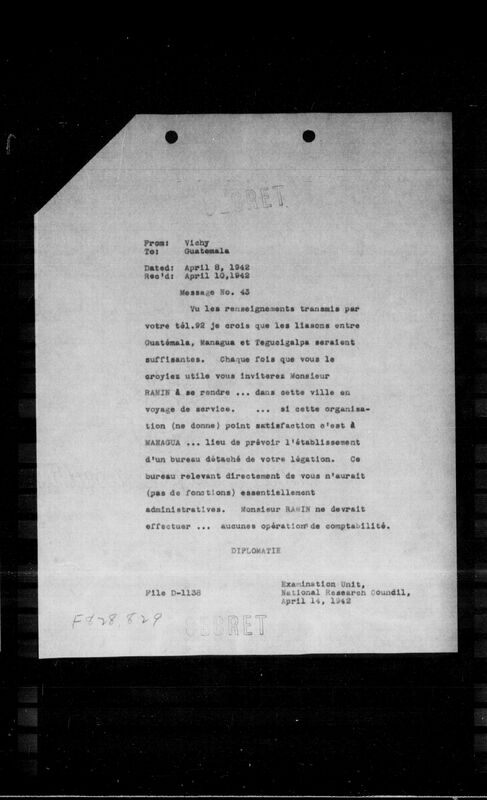 SECRET
From: Vichy
To: Guatemala
Dated: April 8, 1942
Rec'd: April 10,1942
Message No. 43
Vu les renseignements transmis par
votre tél.92 je crois que les liasons entre
Guatémala, Managua et Tegucigalpa seraient
suffisantes. Chaque fois que vous le
croyiez utile vous inviterez Monsieur
RAMIN à se rendre ... dans cette ville en
voyage de service. ... si cette organisa-
tion (ne donne) point satisfaction c'est à
MANAGUA ... lieu de prévoir l'établissement
d'un bureau détaché de votre légation. Ce
bureau relevant directement de vous n'aurait
(pas de fonctions) essentiellement
administratives. Monsieur RAMIN ne devrait
effectuer ... aucunes opération de comptabilité.
DIPLOMATIE
Examination Unit,
File D-1138 National Research Council,
April 14, 1942
F828.829
SECRET